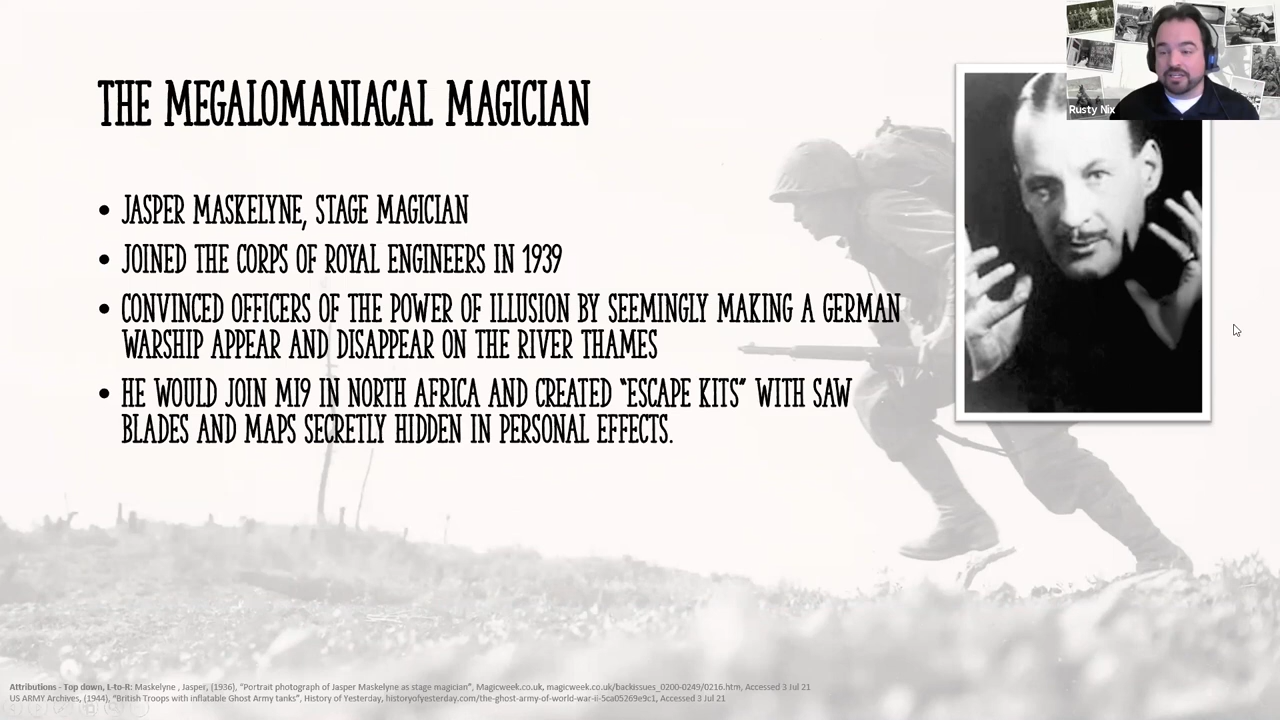 THE MEGALOMANIACAL MAGICIAN
Rusty Nix
• JASPER MASKELYNE, STAGE MAGICIAN
• JOINED THE CORPS OF ROYAL ENGINEERS IN 1939
• CONVINCED OFFICERS OF THE POWER OF ILLUSION BY SEEMINGLY MAKING A GERMAN
WARSHIP APPEAR AND DISAPPEAR ON THE RIVER THAMES
• HE WOULD JOIN MI9 IN NORTH AFRICA AND CREATED “ESCAPE KITS” WITH SAW
BLADES AND MAPS SECRETLY HIDDEN IN PERSONAL EFFECTS.
Attributions - Top down, L-to-R: Maskelyne , Jasper, (1936), “Portrait photograph of Jasper Maskelyne as stage magician”, Magicweek.co.uk, magicweek.co.uk/backissues_0200-0249/0216.htm, Accessed 3 Jul 21
US ARMY Archives, (1944), “British Troops with inflatable Ghost Army tanks”, History of Yesterday, historyofyesterday.com/the-ghost-army-of-world-war-ii-5ca05269e9c1, Accessed 3 Jul 21